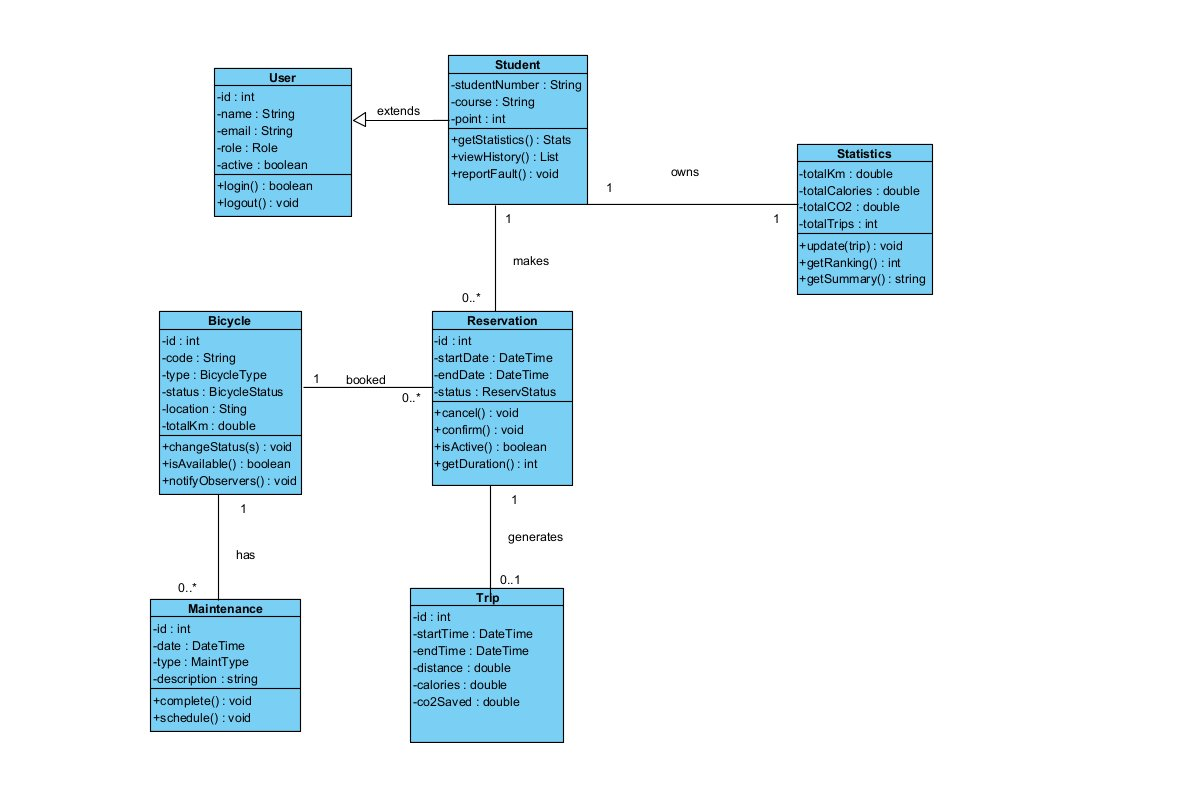 User
-id : int
-name : String
-email : String
-role : Role
-active : boolean
+login() : boolean
+logout() : void
extends
Student
-studentNumber : String
-course : String
-point : int
+getStatistics() : Stats
+viewHistory() : List
+reportFault() : void
owns
1
1
Statistics
-totalKm : double
-totalCalories : double
-totalCO2 : double
-totalTrips : int
+update(trip) : void
+getRanking() : int
+getSummary() : string
1
makes
0..*
Bicycle
-id : int
-code : String
-type : BicycleType
-status : BicycleStatus
-location : Sting
-totalKm : double
+changeStatus(s) : void
+isAvailable() : boolean
+notifyObservers() : void
1
booked
0..*
Reservation
-id : int
-startDate : DateTime
-endDate : DateTime
-status : ReservStatus
+cancel() : void
+confirm() : void
+isActive() : boolean
+getDuration() : int
1
has
0..*
1
generates
0..1
Maintenance
-id : int
-date : DateTime
-type : MaintType
-description : string
+complete() : void
+schedule() : void
Trip
-id : int
-startTime : DateTime
-endTime : DateTime
-distance : double
-calories : double
-co2Saved : double